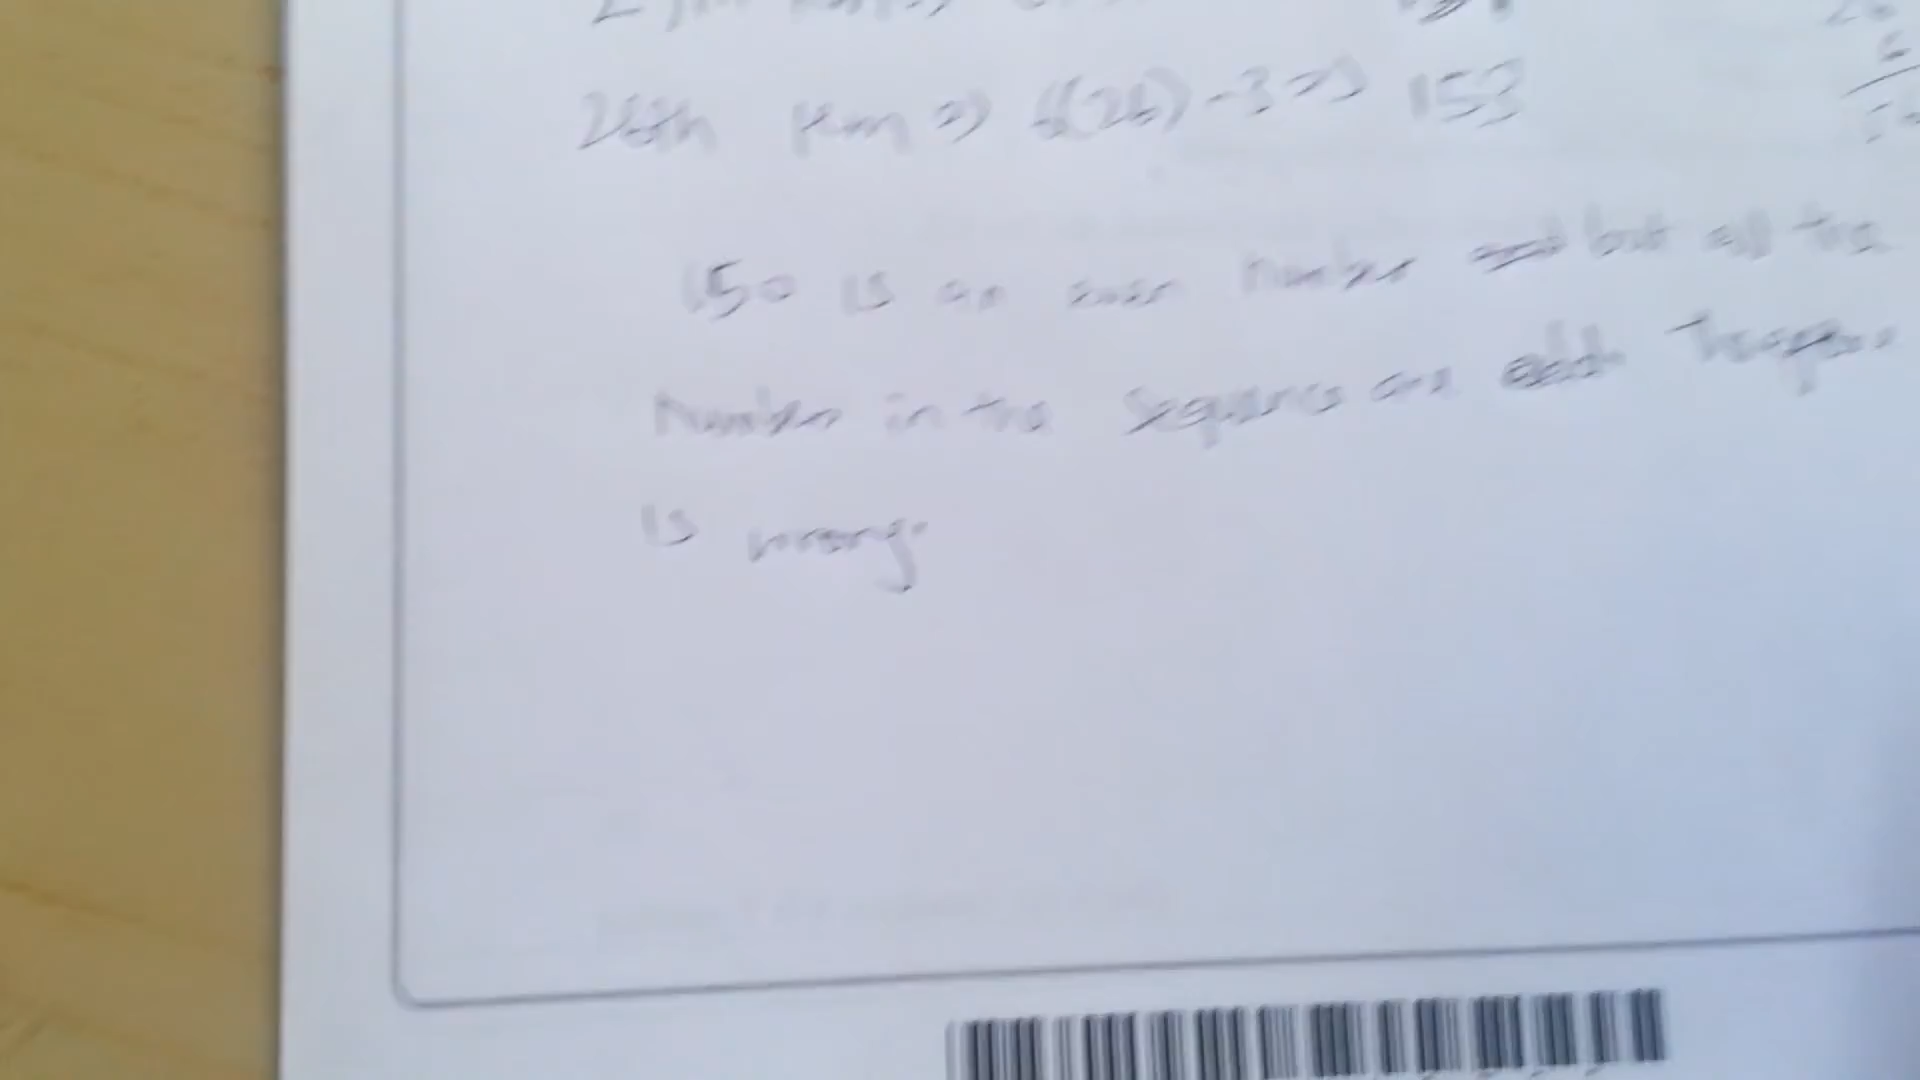 26th term => 6(26) -3 => 153
150 is an even number but all the
number in the sequence are odd Therefore
is wrong.